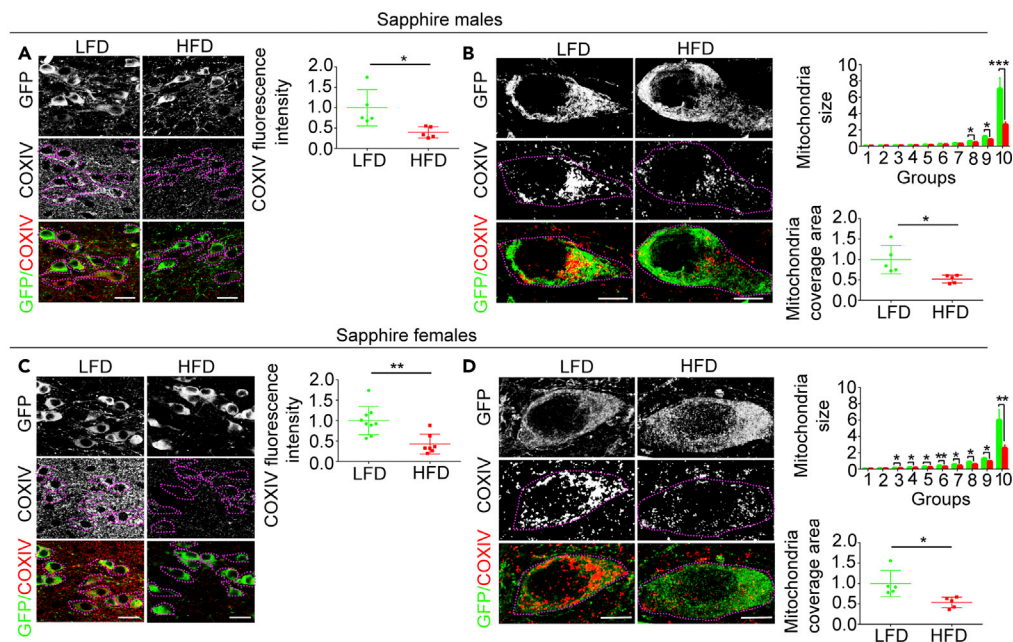 Sapphire males
A
LFD
HFD
GFP
COXIV
GFP/COXIV
COXIV fluorescence
intensity
2.0
1.5
1.0
0.5
0.0
*
LFD
HFD
B
LFD
HFD
GFP
COXIV
GFP/COXIV
Mitochondria
size
10
8
6
4
2
0
*
*
***
1 2 3 4 5 6 7 8 9 10
Groups
Mitochondria
coverage area
2.0
1.5
1.0
0.5
0.0
*
LFD
HFD
Sapphire females
C
LFD
HFD
GFP
COXIV
GFP/COXIV
COXIV fluorescence
intensity
2.0
1.5
1.0
0.5
0.0
**
LFD
HFD
D
LFD
HFD
GFP
COXIV
GFP/COXIV
Mitochondria
size
10
8
6
4
2
0
* * * ** * * * **
1 2 3 4 5 6 7 8 9 10
Groups
Mitochondria
coverage area
2.0
1.5
1.0
0.5
0.0
*
LFD
HFD